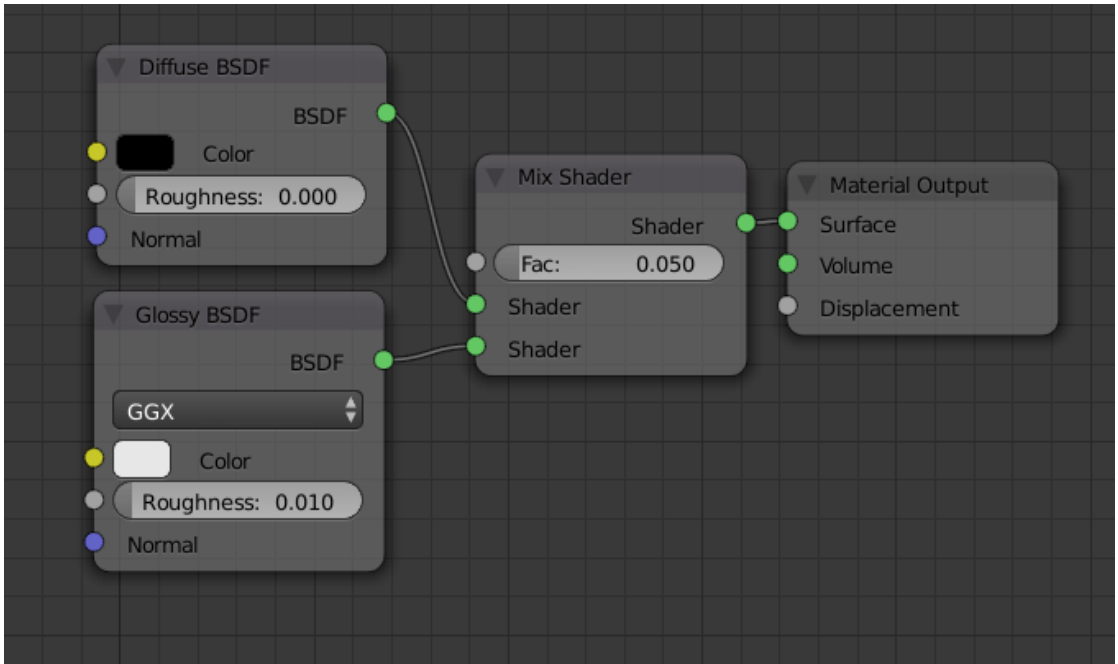 Diffuse BSDF
BSDF
Color
Roughness: 0.000
Normal
Glossy BSDF
BSDF
GGX
Color
Roughness: 0.010
Normal
Mix Shader
Shader
Fac: 0.050
Shader
Shader
Material Output
Surface
Volume
Displacement